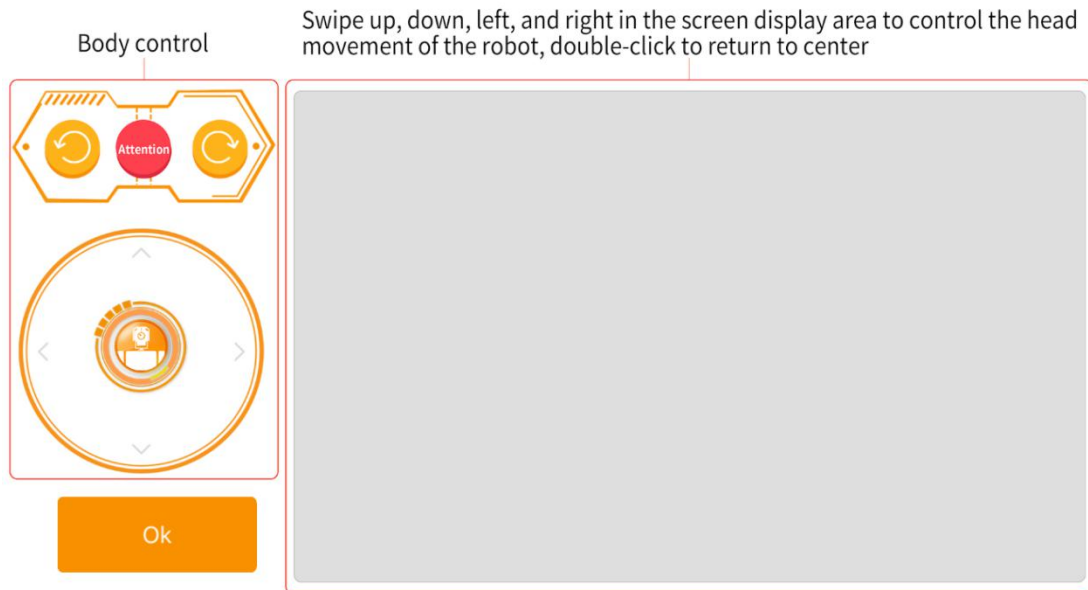 Body control
Swipe up, down, left, and right in the screen display area to control the head
movement of the robot, double-click to return to center
Attention
Ok